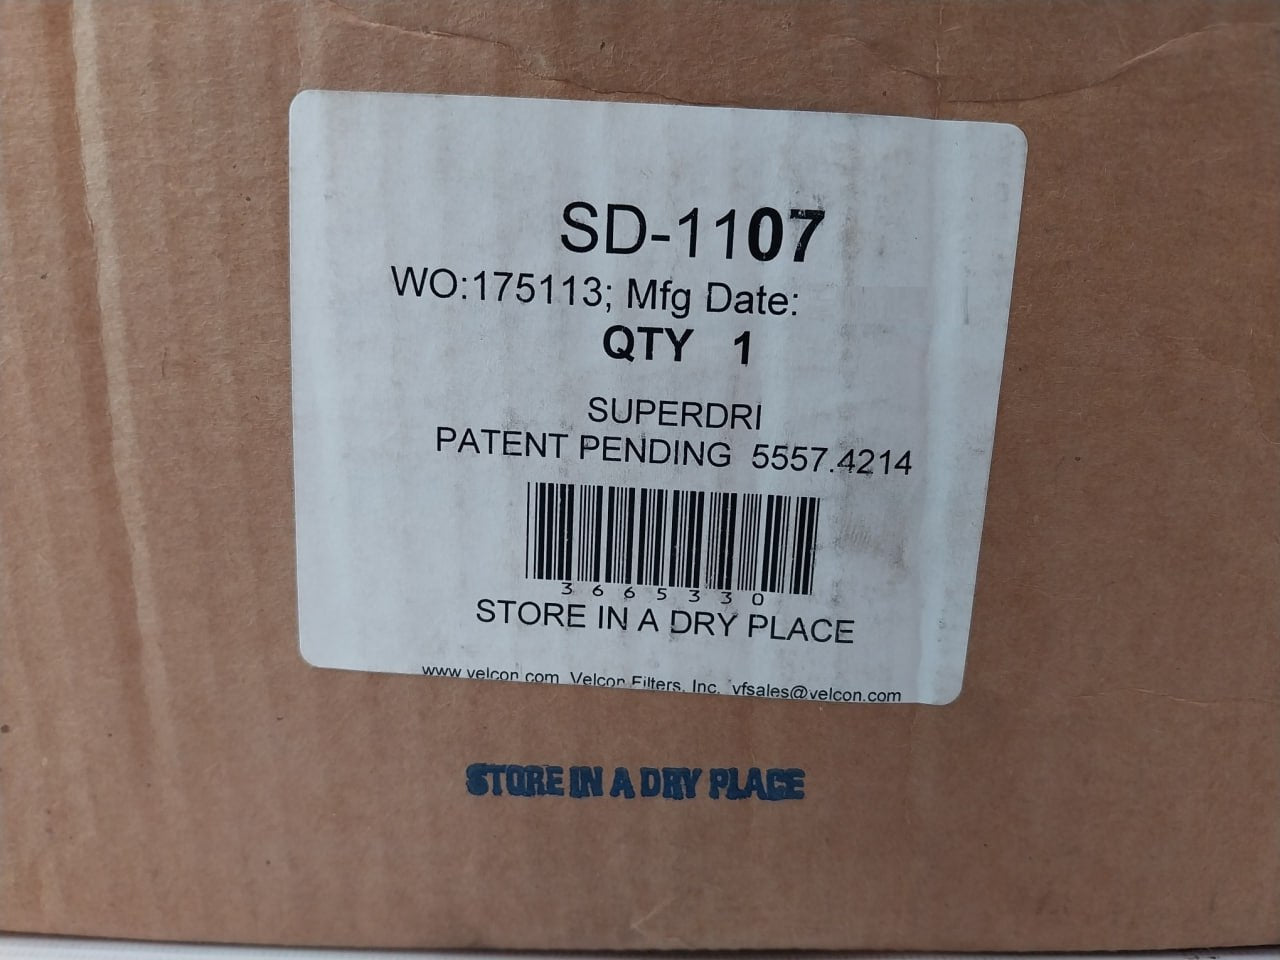 SD-1107
WO:175113; Mfg Date:
QTY 1
SUPERDRI
PATENT PENDING 5557.4214
3665330
STORE IN A DRY PLACE
www.velcon.com Velcon Filters, Inc. vfsales@velcon.com
STORE IN A DRY PLACE